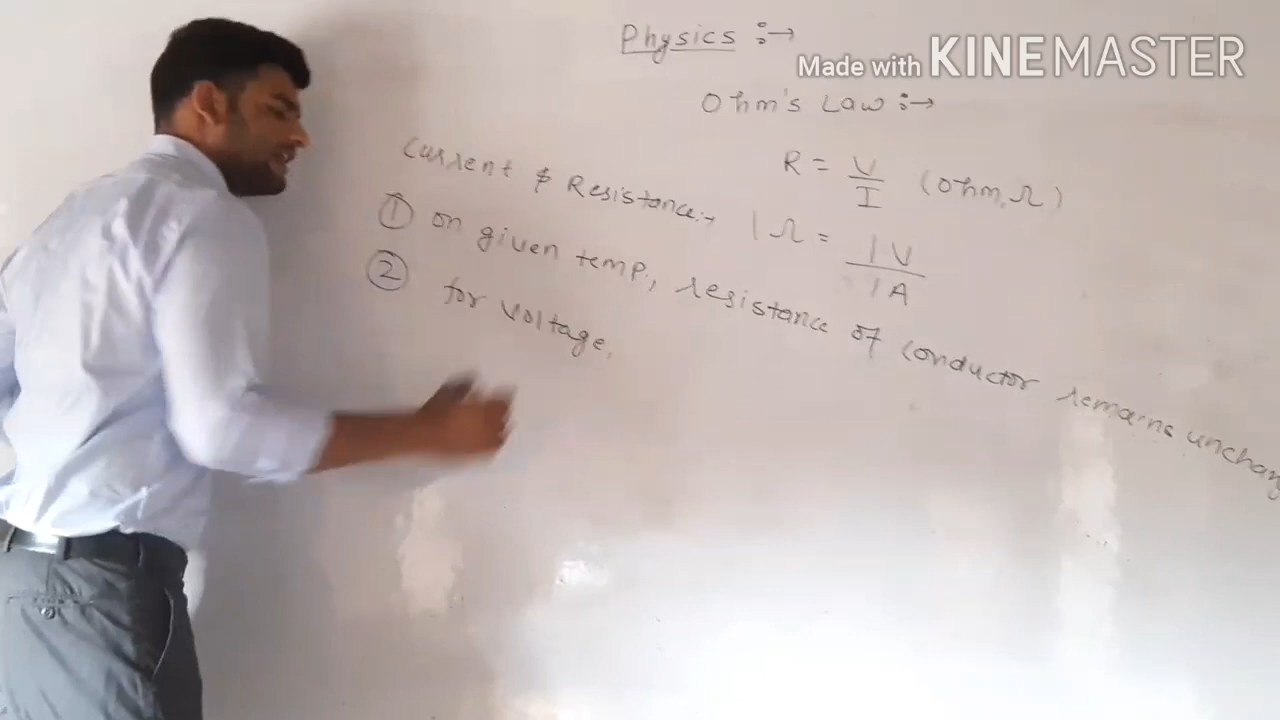 Physics :→
Made with KINEMASTER
Ohm's Law :→
R = V/I (Ohm, Ω)
Current & Resistance:→
1Ω = 1V/1A
① on given temp., resistance of conductor remains unchang
② for voltage,